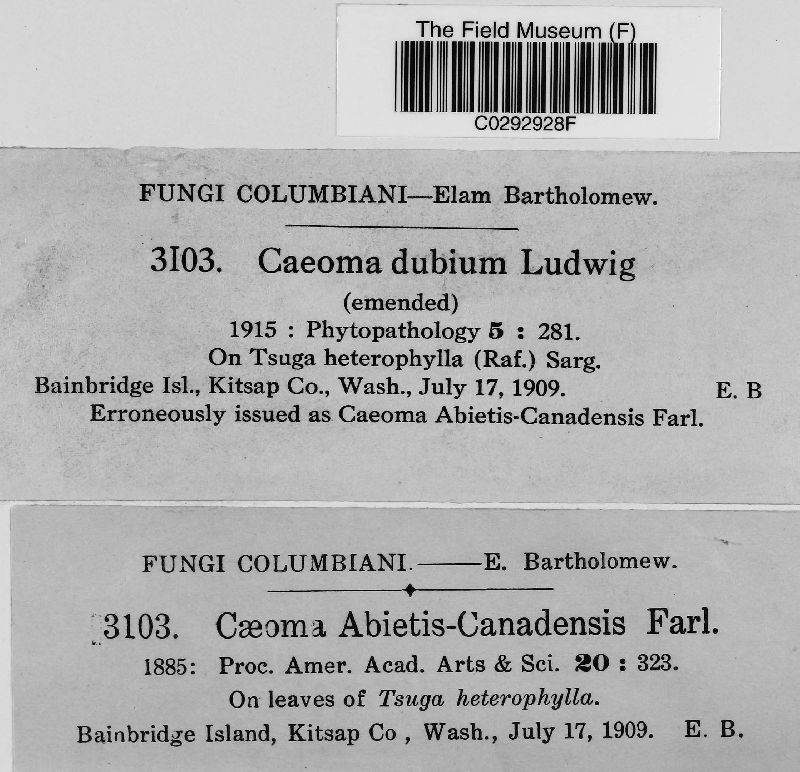 The Field Museum (F)
C0292928F
FUNGI COLUMBIANI—Elam Bartholomew.
3I03. Caeoma dubium Ludwig
(emended)
1915 : Phytopathology 5 : 281.
On Tsuga heterophylla (Raf.) Sarg.
Bainbridge Isl., Kitsap Co., Wash., July 17, 1909. E. B
Erroneously issued as Caeoma Abietis-Canadensis Farl.
FUNGI COLUMBIANI.——E. Bartholomew.
3103. Cæoma Abietis-Canadensis Farl.
1885: Proc. Amer. Acad. Arts & Sci. 20 : 323.
On leaves of Tsuga heterophylla.
Bainbridge Island, Kitsap Co , Wash., July 17, 1909. E. B.